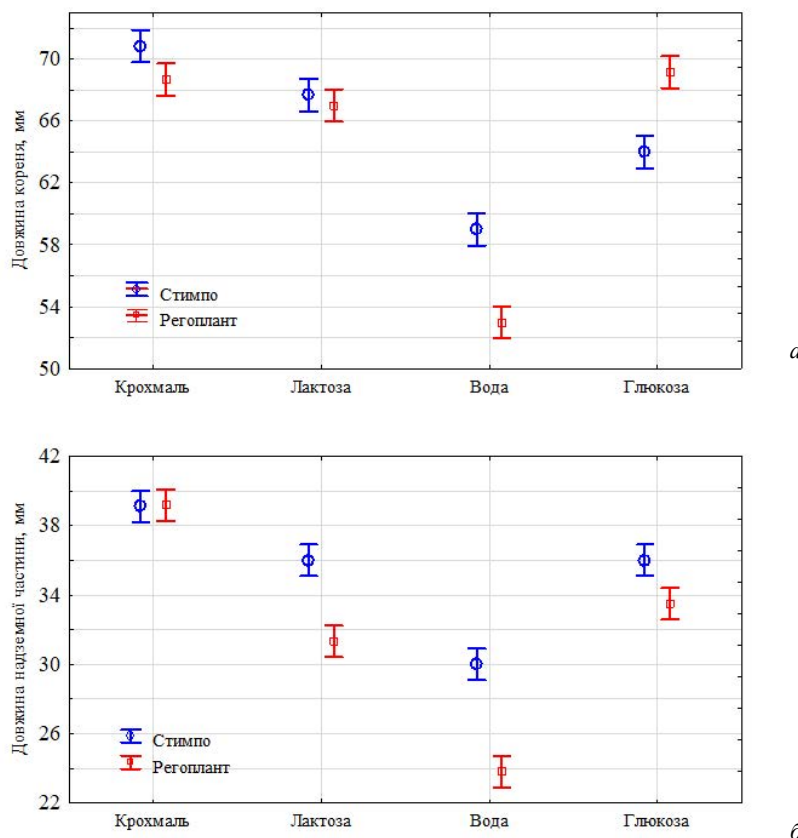 Довжина кореня, мм
70
66
62
58
54
50
Стимпо
Регоплант
Крохмаль Лактоза Вода Глюкоза
а
Довжина надземної частини, мм
42
38
34
30
26
22
Стимпо
Регоплант
Крохмаль Лактоза Вода Глюкоза
б